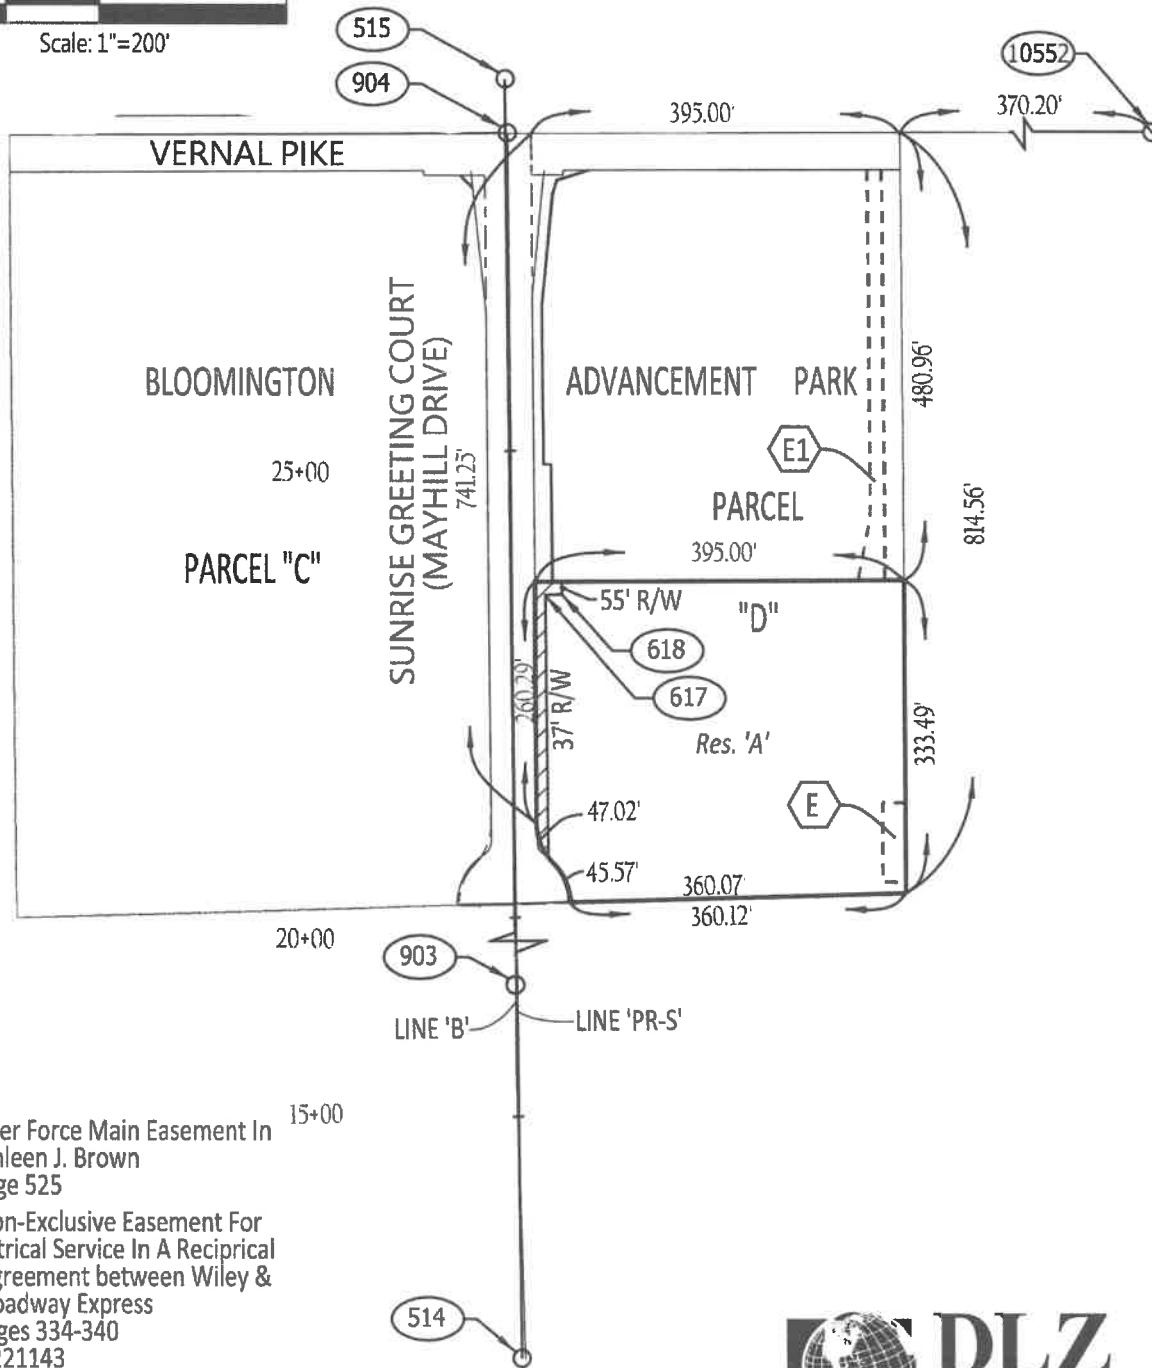 Scale: 1"=200'
515
904
10552
395.00'
370.20'
VERNAL PIKE
SUNRISE GREETING COURT
(MAYHILL DRIVE)
741.23'
BLOOMINGTON
ADVANCEMENT PARK
480.96'
E1
25+00
PARCEL
814.56'
PARCEL "C"
395.00'
55' R/W
"D"
618
617
260.29'
37' R/W
Res. 'A'
333.49'
E
47.02'
45.57'
360.07'
360.12'
20+00
903
LINE 'B'
LINE 'PR-S'
15+00
er Force Main Easement In
leen J. Brown
ge 525
n-Exclusive Easement For
trical Service In A Reciprical
greement between Wiley &
oadway Express
ges 334-340
21143
514
DLZ